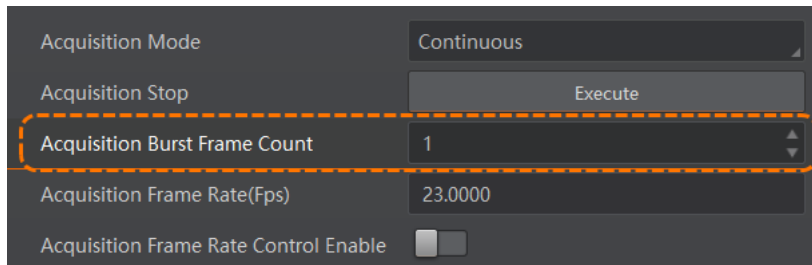 Acquisition Mode Continuous
Acquisition Stop Execute
Acquisition Burst Frame Count 1
Acquisition Frame Rate(Fps) 23.0000
Acquisition Frame Rate Control Enable